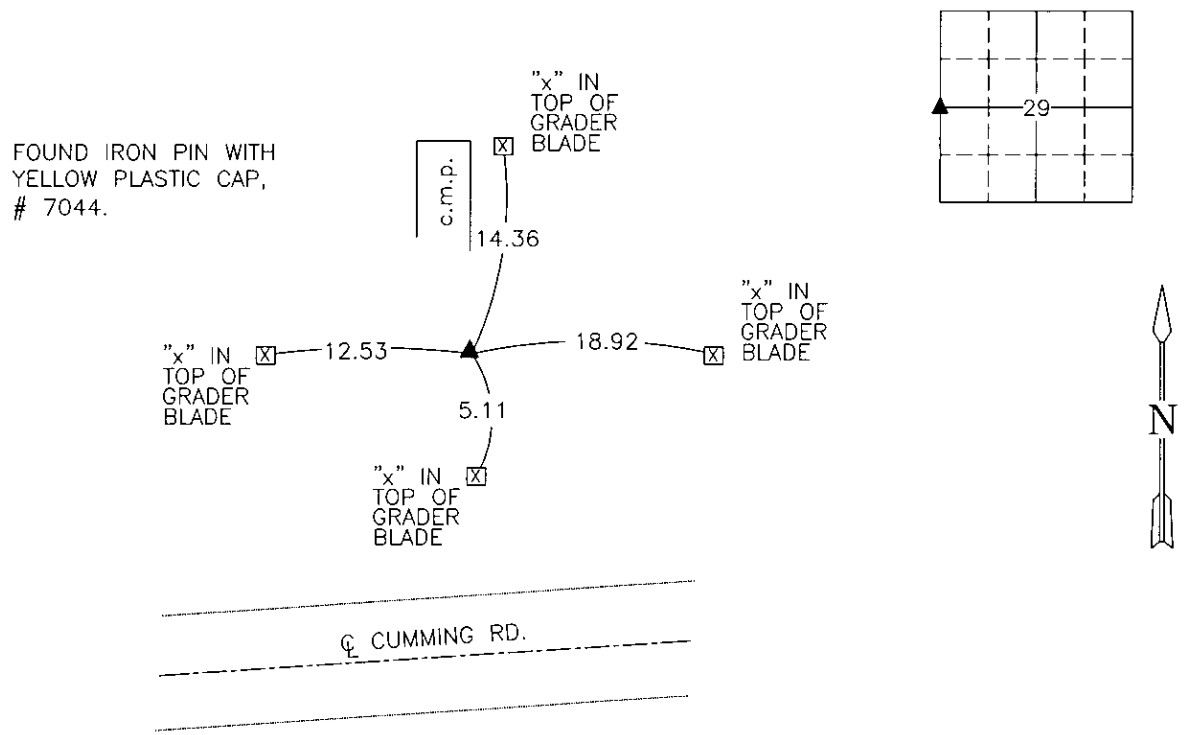 "x" IN
TOP OF
GRADER
BLADE
29
FOUND IRON PIN WITH
YELLOW PLASTIC CAP,
# 7044.
c.m.p.
14.36
"x" IN
TOP OF
GRADER
BLADE
X
"x" IN
TOP OF
GRADER
BLADE
X
12.53
18.92
X
5.11
N
"x" IN
TOP OF
GRADER
BLADE
X
℄ CUMMING RD.